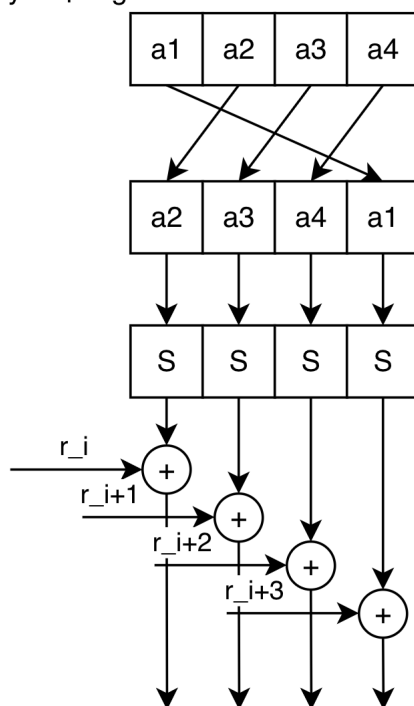 a1 a2 a3 a4
a2 a3 a4 a1
S S S S
r_i
+
r_i+1
+
r_i+2
+
r_i+3
+